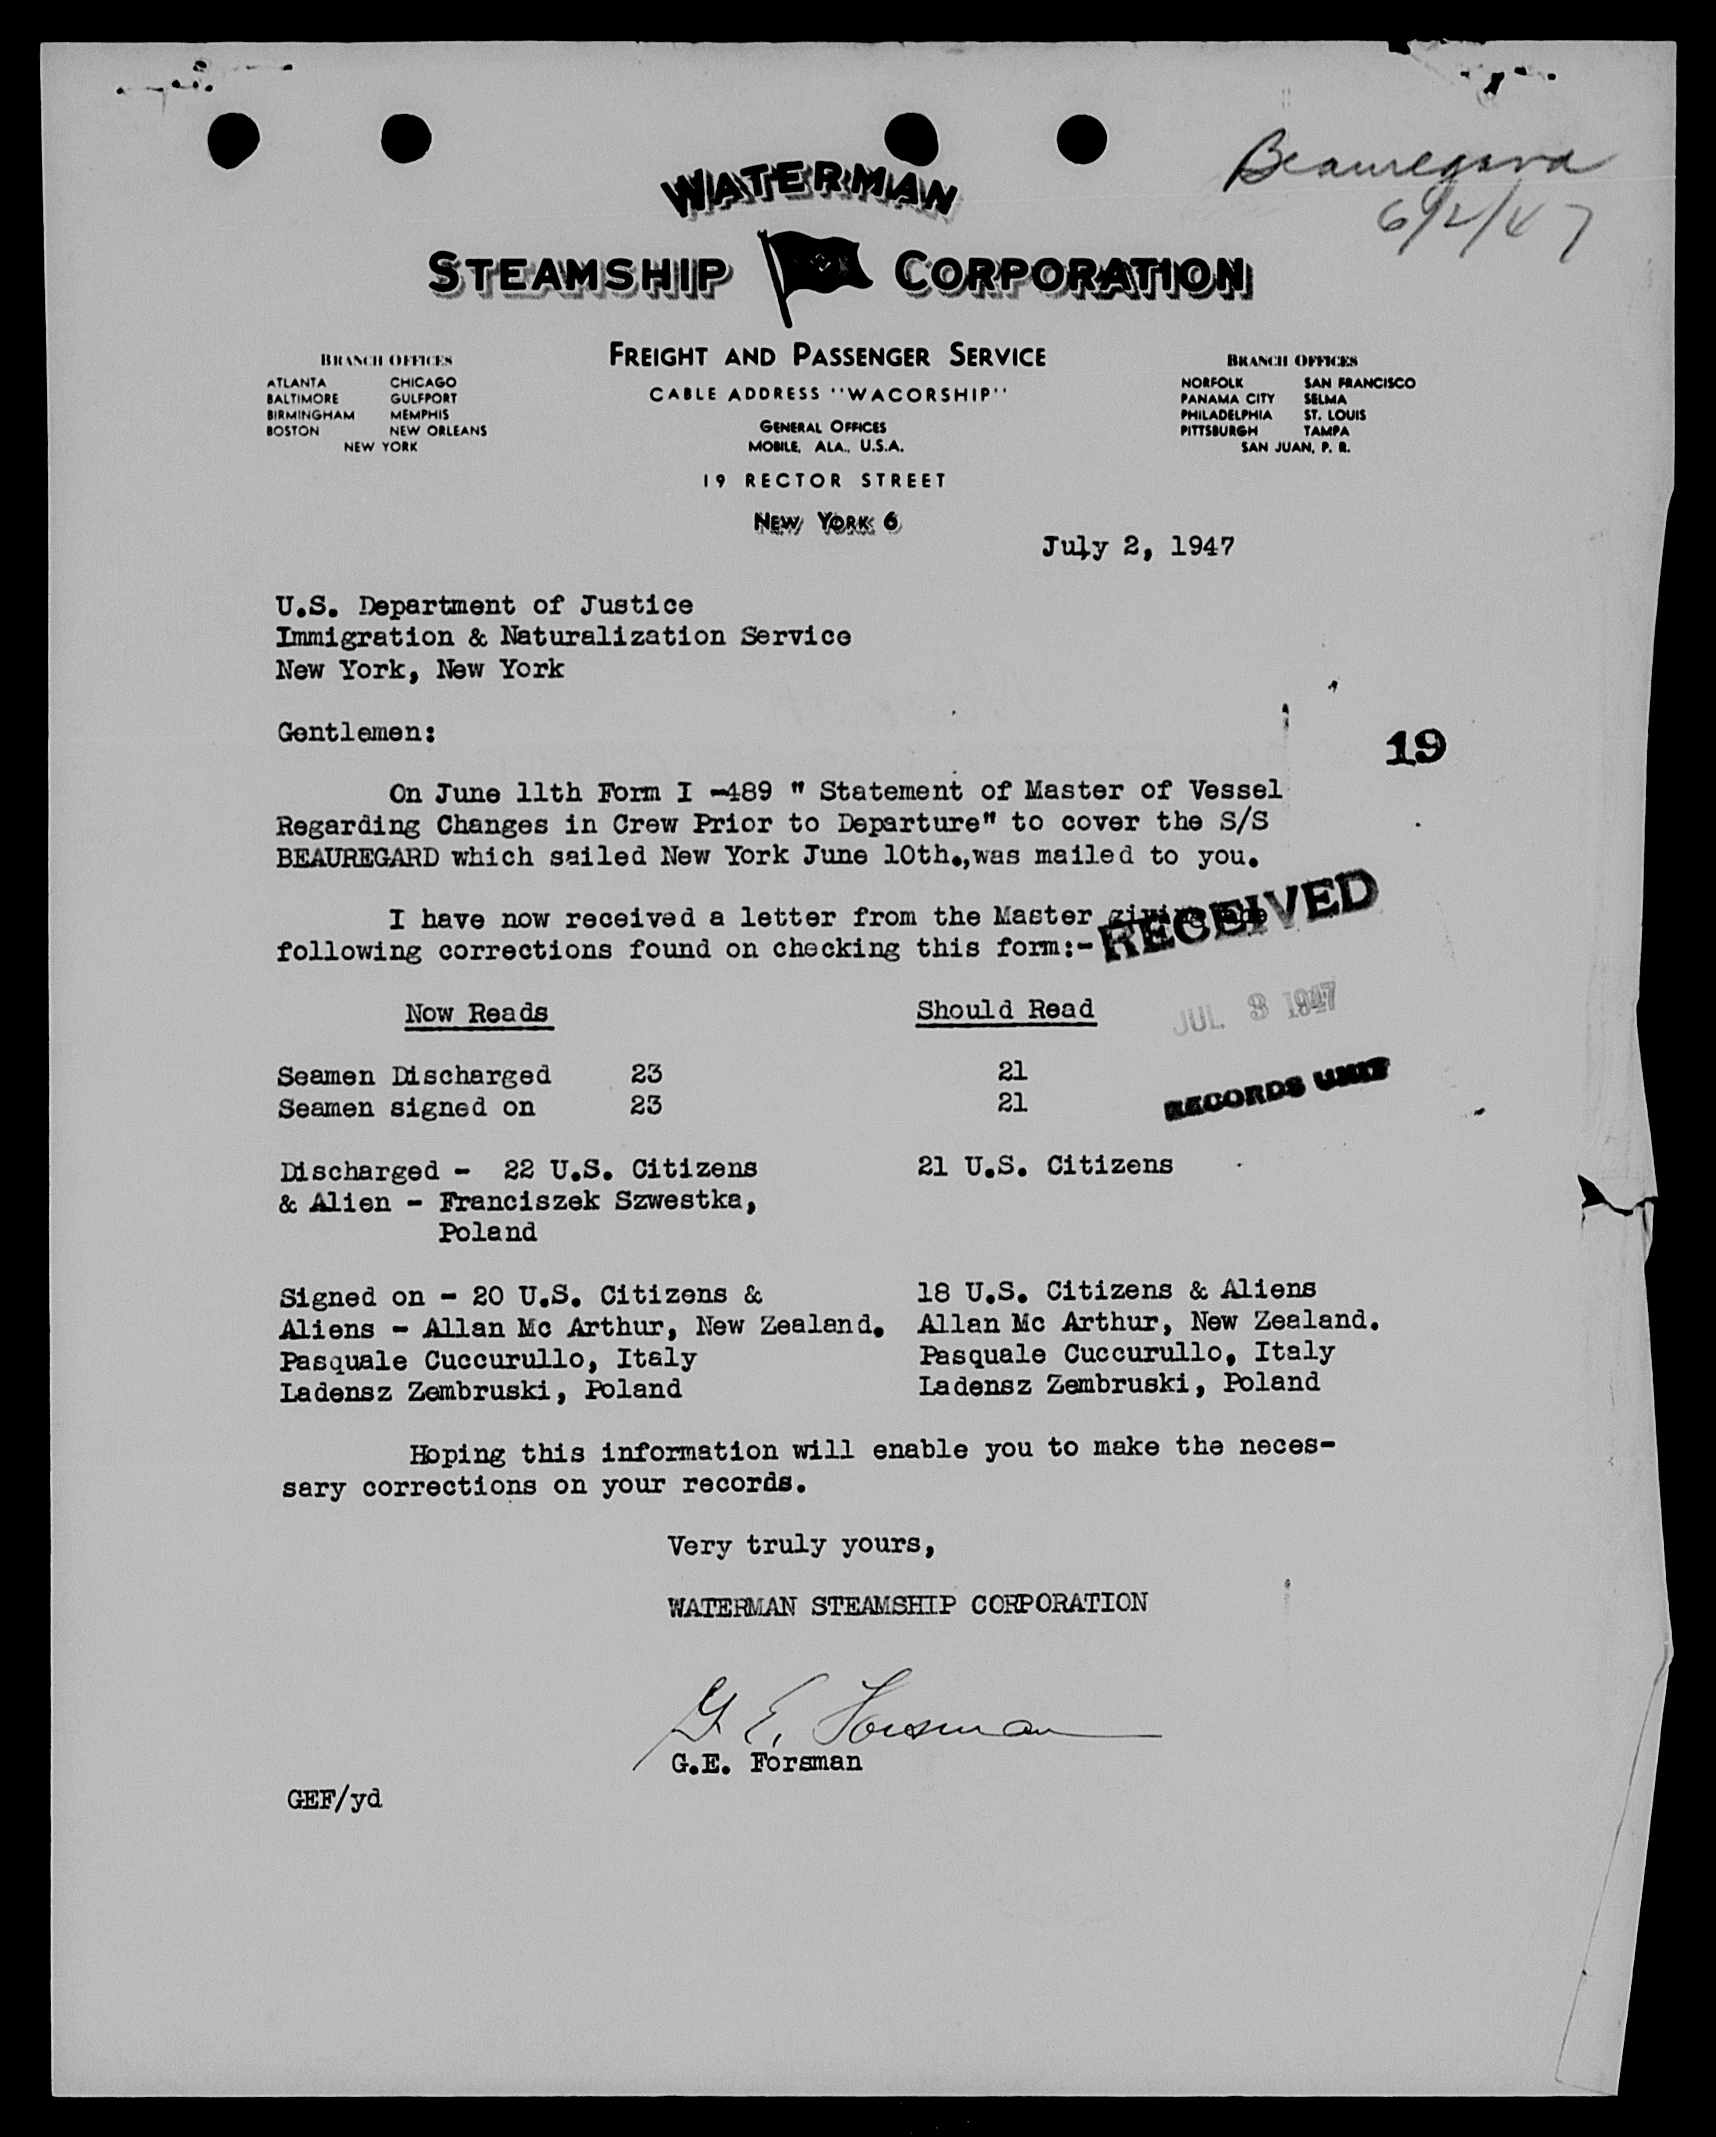 Beauregard
6/2/47
WATERMAN
STEAMSHIP CORPORATION
FREIGHT AND PASSENGER SERVICE
CABLE ADDRESS "WACORSHIP"
GENERAL OFFICES
MOBILE, ALA., U.S.A.
19 RECTOR STREET
NEW YORK 6
BRANCH OFFICES
ATLANTA CHICAGO
BALTIMORE GULFPORT
BIRMINGHAM MEMPHIS
BOSTON NEW ORLEANS
NEW YORK
BRANCH OFFICES
NORFOLK SAN FRANCISCO
PANAMA CITY SELMA
PHILADELPHIA ST. LOUIS
PITTSBURGH TAMPA
SAN JUAN, P. R.
July 2, 1947
U.S. Department of Justice
Immigration & Naturalization Service
New York, New York
Gentlemen:
19
On June 11th Form I -489 " Statement of Master of Vessel
Regarding Changes in Crew Prior to Departure" to cover the S/S
BEAUREGARD which sailed New York June 10th.,was mailed to you.
I have now received a letter from the Master giving the
following corrections found on checking this form:-
RECEIVED
JUL 3 1947
RECORDS UNIT
Now Reads Should Read
Seamen Discharged 23 21
Seamen signed on 23 21
Discharged - 22 U.S. Citizens 21 U.S. Citizens
& Alien - Franciszek Szwestka,
Poland
Signed on - 20 U.S. Citizens & 18 U.S. Citizens & Aliens
Aliens - Allan Mc Arthur, New Zealand. Allan Mc Arthur, New Zealand.
Pasquale Cuccurullo, Italy Pasquale Cuccurullo, Italy
Ladensz Zembruski, Poland Ladensz Zembruski, Poland
Hoping this information will enable you to make the neces-
sary corrections on your records.
Very truly yours,
WATERMAN STEAMSHIP CORPORATION
G. E. Forsman
G.E. Forsman
GEF/yd